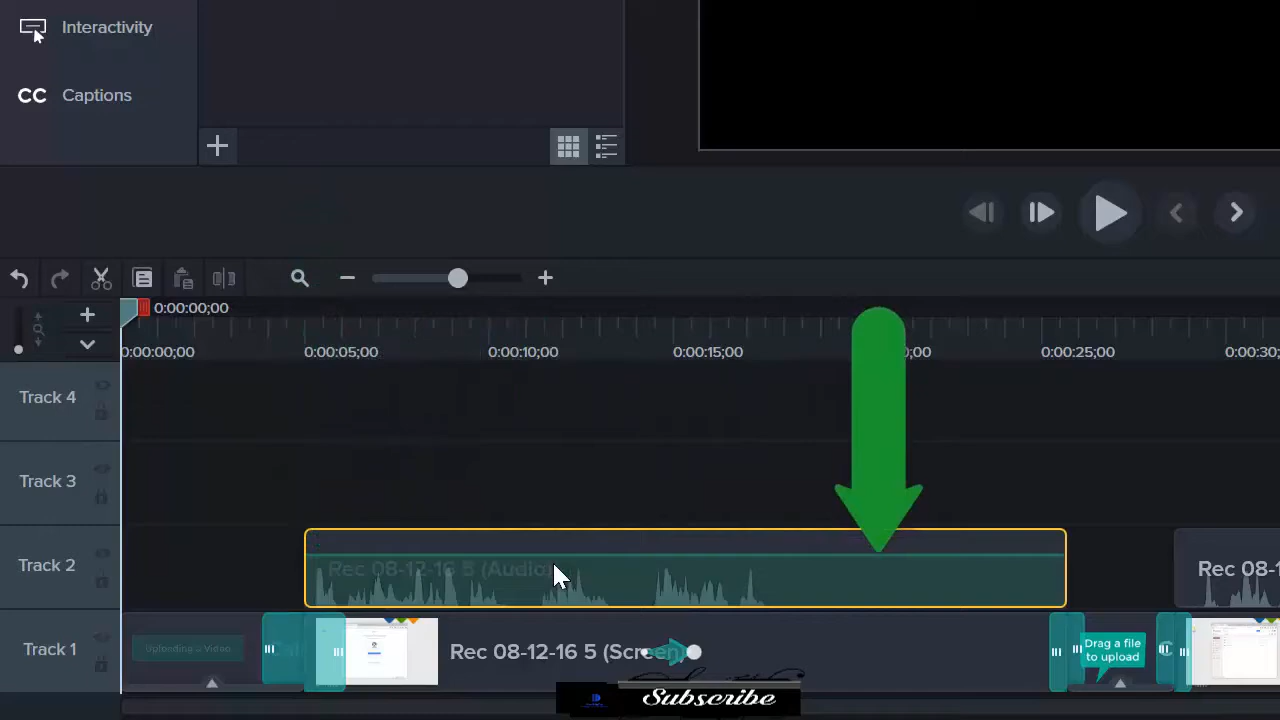 Interactivity
CC Captions
0:00:00;00
0:00:00;00 0:00:05;00 0:00:10;00 0:00:15;00 0;00 0:00:25;00 0:00:30;
Track 4
Track 3
Track 2
Rec 08-12-16 5 (Audio)
Rec 08-1
Track 1
Uploading a Video
Rec 08-12-16 5 (Screen)
Drag a file
to upload
Subscribe